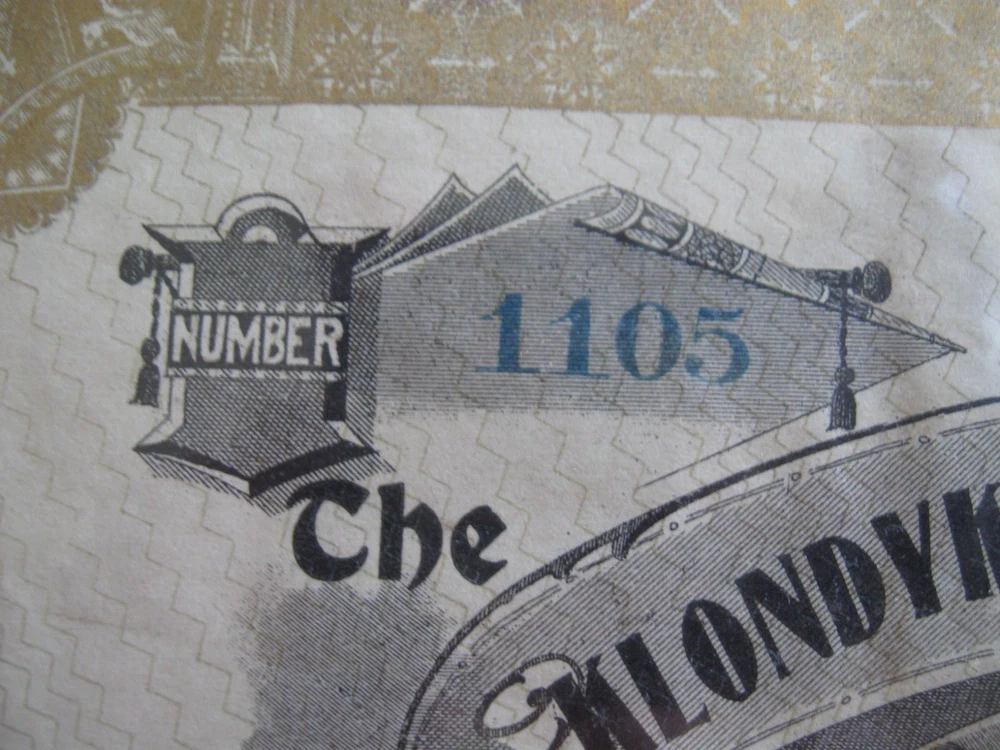 NUMBER 1105
The
KLONDYK